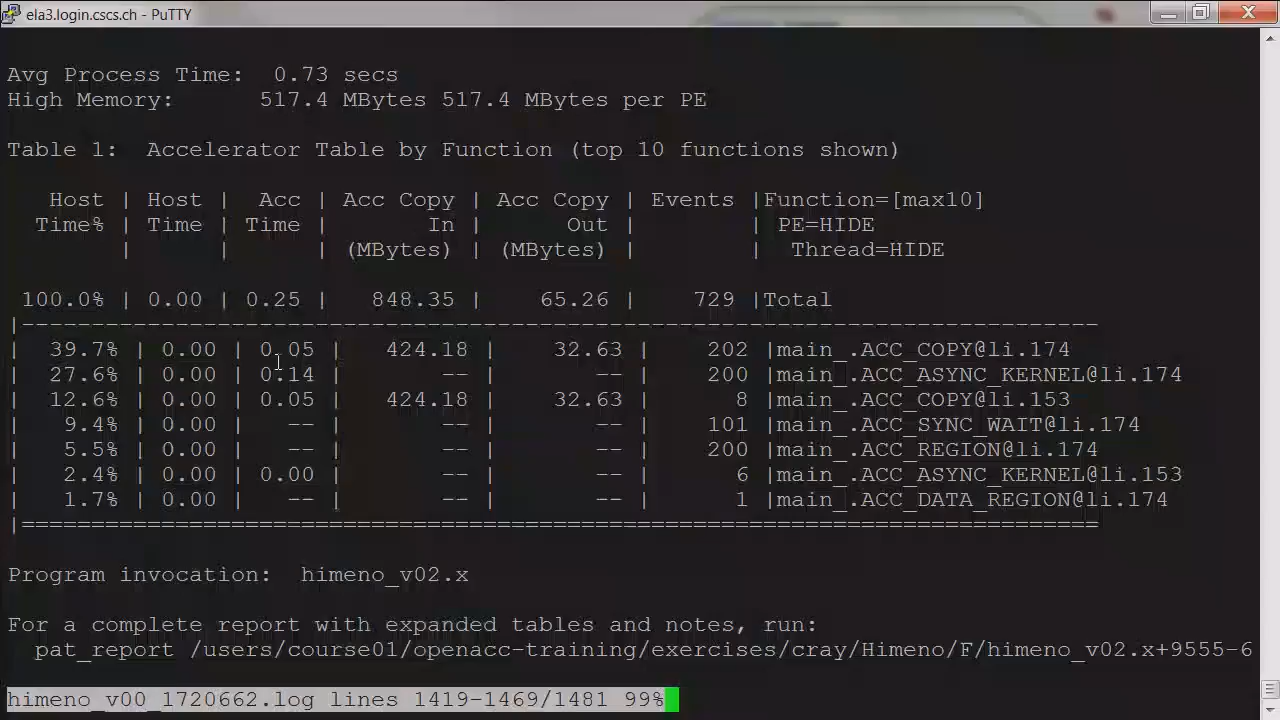 ela3.login.cscs.ch - PuTTY
Avg Process Time:  0.73 secs
High Memory:      517.4 MBytes 517.4 MBytes per PE
Table 1:  Accelerator Table by Function (top 10 functions shown)
Host | Host | Acc | Acc Copy | Acc Copy | Events |Function=[max10]
Time% | Time | Time | In | Out | | PE=HIDE
| | | (MBytes) | (MBytes) | | Thread=HIDE
100.0% | 0.00 | 0.25 | 848.35 | 65.26 | 729 |Total
|-----------------------------------------------------------------------------
| 39.7% | 0.00 | 0.05 | 424.18 | 32.63 | 202 |main_.ACC_COPY@li.174
| 27.6% | 0.00 | 0.14 | -- | -- | 200 |main_.ACC_ASYNC_KERNEL@li.174
| 12.6% | 0.00 | 0.05 | 424.18 | 32.63 | 8 |main_.ACC_COPY@li.153
| 9.4% | 0.00 | -- | -- | -- | 101 |main_.ACC_SYNC_WAIT@li.174
| 5.5% | 0.00 | -- | -- | -- | 200 |main_.ACC_REGION@li.174
| 2.4% | 0.00 | 0.00 | -- | -- | 6 |main_.ACC_ASYNC_KERNEL@li.153
| 1.7% | 0.00 | -- | -- | -- | 1 |main_.ACC_DATA_REGION@li.174
|=============================================================================
Program invocation:  himeno_v02.x
For a complete report with expanded tables and notes, run:
pat_report /users/course01/openacc-training/exercises/cray/Himeno/F/himeno_v02.x+9555-6
himeno_v00_1720662.log lines 1419-1469/1481 99%